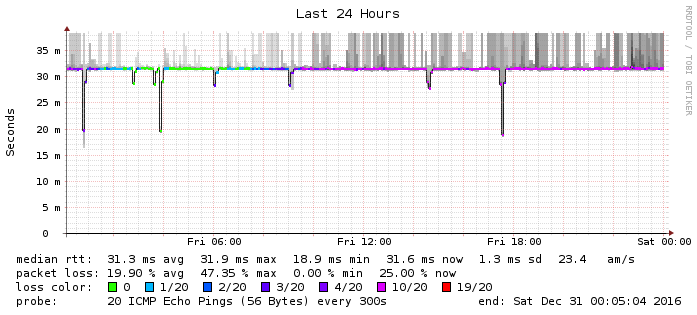 Last 24 Hours
RRDTOOL / TOBI OETIKER
Seconds
35 m
30 m
25 m
20 m
15 m
10 m
5 m
0
Fri 06:00 Fri 12:00 Fri 18:00 Sat 00:00
median rtt: 31.3 ms avg 31.9 ms max 18.9 ms min 31.6 ms now 1.3 ms sd 23.4 am/s
packet loss: 19.90 % avg 47.35 % max 0.00 % min 25.00 % now
loss color: 0 1/20 2/20 3/20 4/20 10/20 19/20
probe: 20 ICMP Echo Pings (56 Bytes) every 300s end: Sat Dec 31 00:05:04 2016